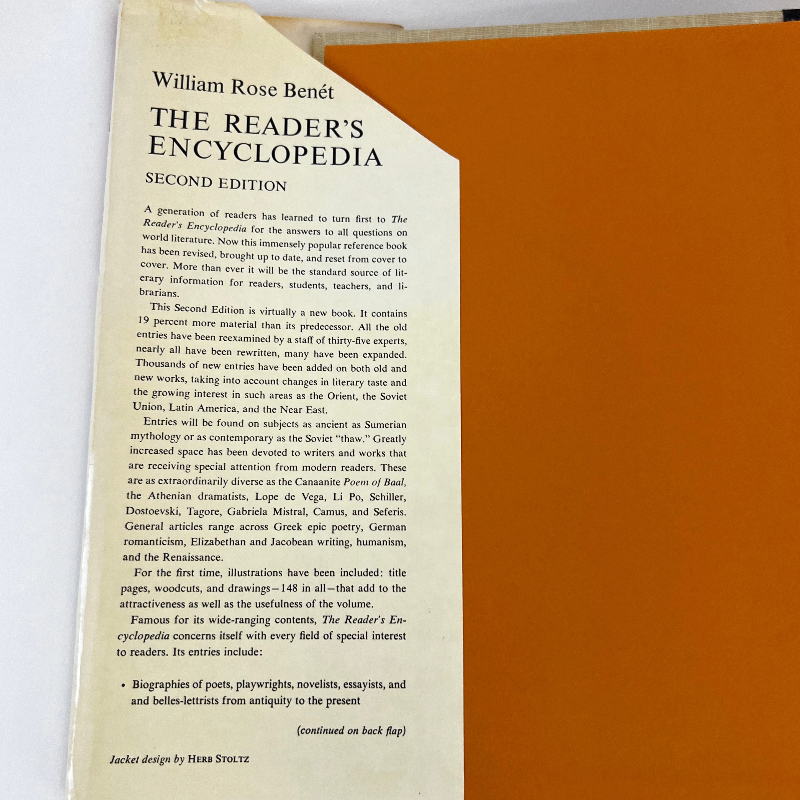 William Rose Benét
THE READER'S
ENCYCLOPEDIA
SECOND EDITION
A generation of readers has learned to turn first to The
Reader's Encyclopedia for the answers to all questions on
world literature. Now this immensely popular reference book
has been revised, brought up to date, and reset from cover to
cover. More than ever it will be the standard source of lit-
erary information for readers, students, teachers, and li-
brarians.
This Second Edition is virtually a new book. It contains
19 percent more material than its predecessor. All the old
entries have been reexamined by a staff of thirty-five experts,
nearly all have been rewritten, many have been expanded.
Thousands of new entries have been added on both old and
new works, taking into account changes in literary taste and
the growing interest in such areas as the Orient, the Soviet
Union, Latin America, and the Near East.
Entries will be found on subjects as ancient as Sumerian
mythology or as contemporary as the Soviet "thaw." Greatly
increased space has been devoted to writers and works that
are receiving special attention from modern readers. These
are as extraordinarily diverse as the Canaanite Poem of Baal,
the Athenian dramatists, Lope de Vega, Li Po, Schiller,
Dostoevski, Tagore, Gabriela Mistral, Camus, and Seferis.
General articles range across Greek epic poetry, German
romanticism, Elizabethan and Jacobean writing, humanism,
and the Renaissance.
For the first time, illustrations have been included: title
pages, woodcuts, and drawings—148 in all—that add to the
attractiveness as well as the usefulness of the volume.
Famous for its wide-ranging contents, The Reader's En-
cyclopedia concerns itself with every field of special interest
to readers. Its entries include:
• Biographies of poets, playwrights, novelists, essayists, and
and belles-lettrists from antiquity to the present
(continued on back flap)
Jacket design by HERB STOLTZ